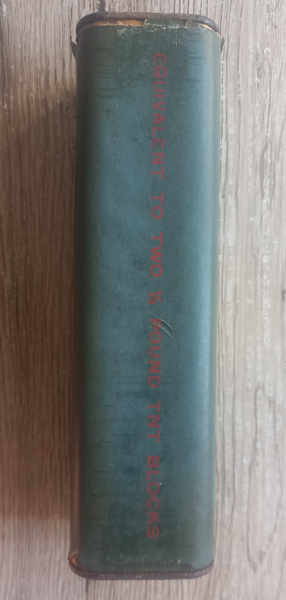 EQUIVALENT TO TWO ½ POUND TNT BLOCKS